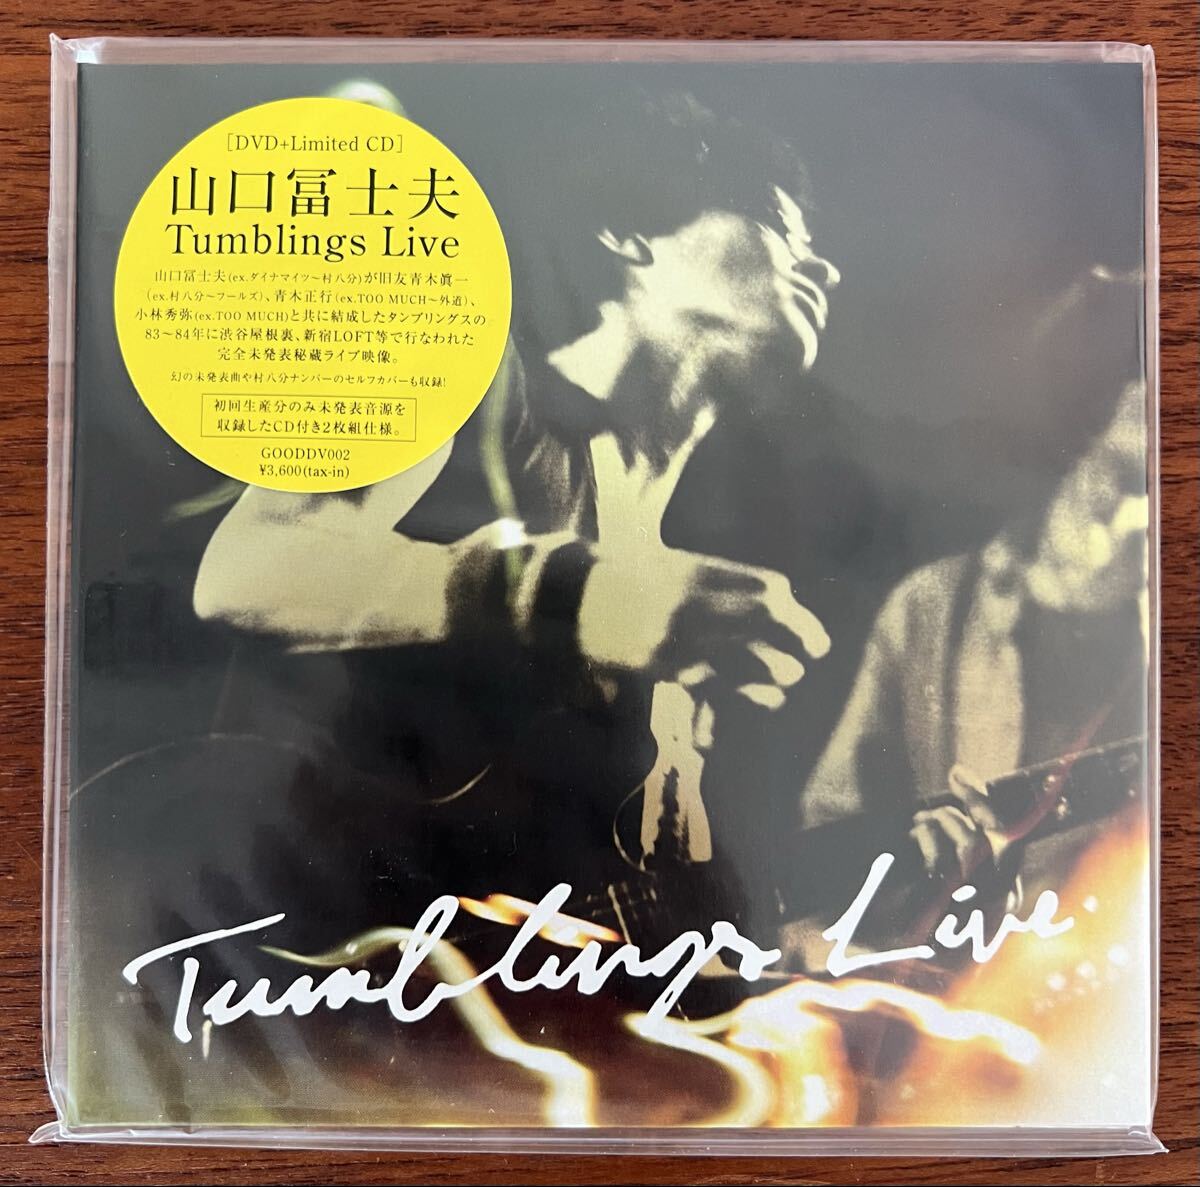 [DVD+Limited CD]
山口冨士夫
Tumblings Live
山口冨士夫(ex.ダイナマイツ〜村八分)が旧友青木眞一
(ex.村八分〜フールズ)、青木正行(ex.TOO MUCH〜外道)、
小林秀弥(ex.TOO MUCH)と共に結成したタンブリングスの
83〜84年に渋谷屋根裏、新宿LOFT等で行なわれた
完全未発表秘蔵ライブ映像。
幻の未発表曲や村八分ナンバーのセルフカバーも収録!
初回生産分のみ未発表音源を
収録したCD付き2枚組仕様。
GOODDV002
¥3,600(tax-in)
Tumblings Live